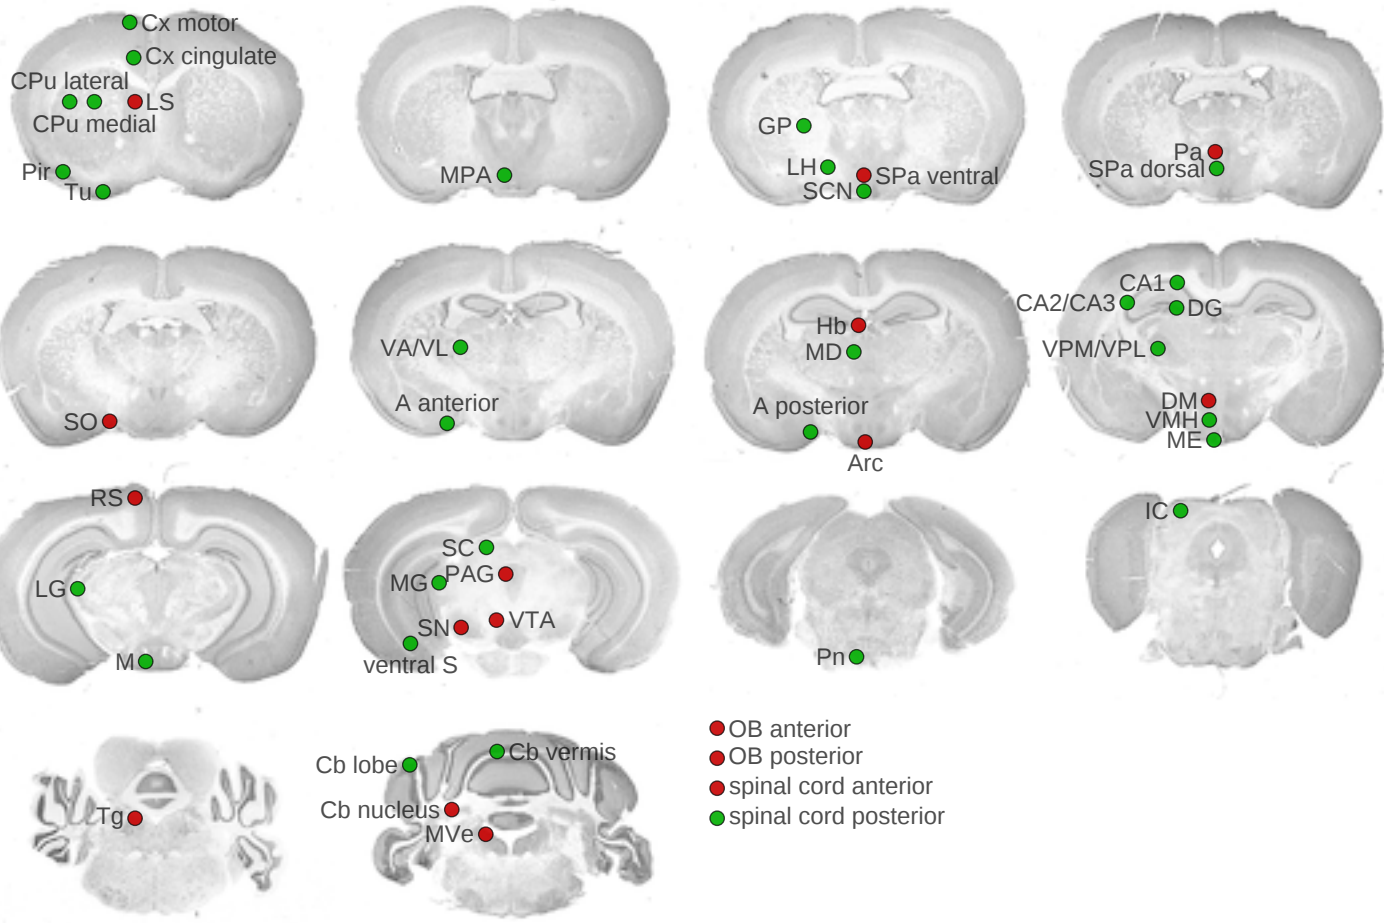 Cx motor
Cx cingulate
CPu lateral
LS
CPu medial
Pir
Tu
MPA
GP
LH
SPa ventral
SCN
Pa
SPa dorsal
SO
VA/VL
A anterior
Hb
MD
A posterior
Arc
CA1
CA2/CA3
DG
VPM/VPL
DM
VMH
ME
RS
LG
M
SC
MG
PAG
SN
VTA
ventral S
Pn
IC
Tg
Cb lobe
Cb vermis
Cb nucleus
MVe
OB anterior
OB posterior
spinal cord anterior
spinal cord posterior